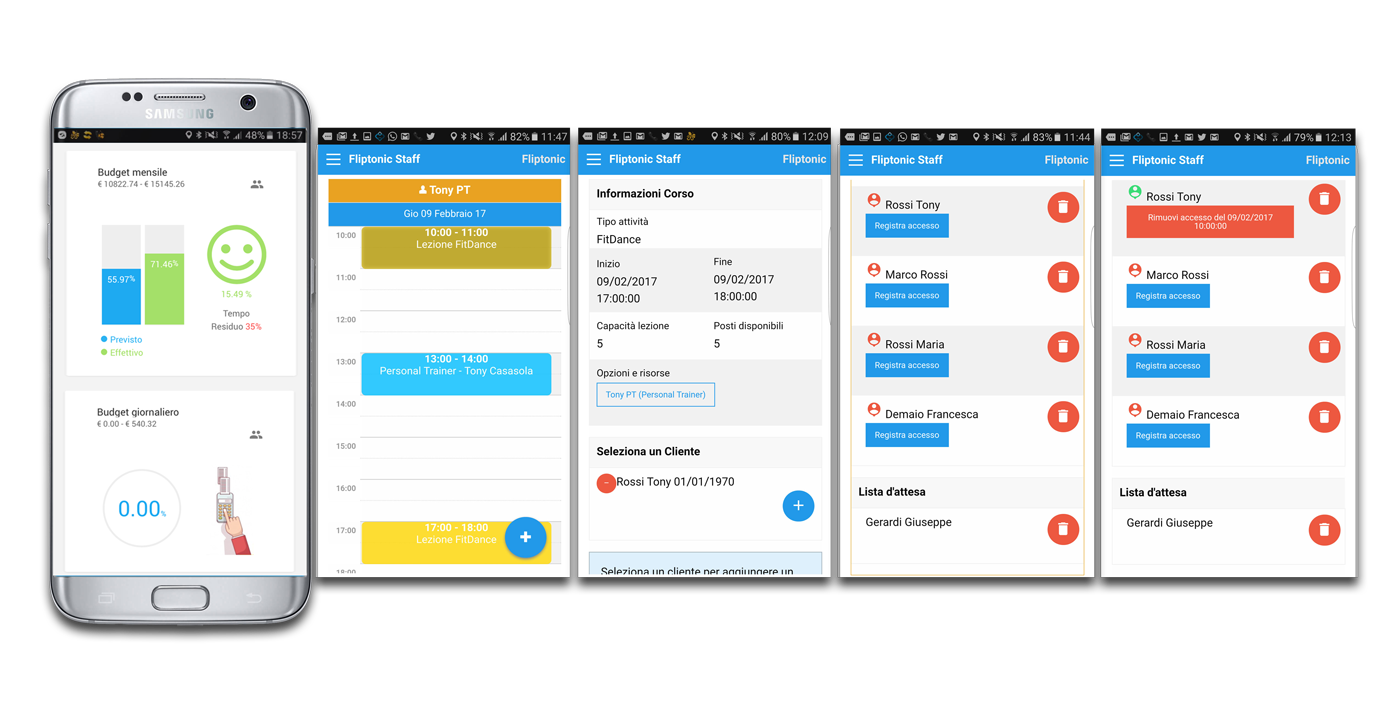 SAMSUNG
48% 18:57
Budget mensile
€ 10822.74 - € 15145.26
55.97%
71.46%
15.49 %
Tempo
Residuo 35%
Previsto
Effettivo
Budget giornaliero
€ 0.00 - € 540.32
0.00%
82% 11:47
Fliptonic Staff Fliptonic
Tony PT
Gio 09 Febbraio 17
10:00
10:00 - 11:00
Lezione FitDance
11:00
12:00
13:00
13:00 - 14:00
Personal Trainer - Tony Casasola
14:00
15:00
16:00
17:00
17:00 - 18:00
Lezione FitDance
18:00
80% 12:09
Fliptonic Staff Fliptonic
Informazioni Corso
Tipo attività
FitDance
Inizio Fine
09/02/2017 09/02/2017
17:00:00 18:00:00
Capacità lezione Posti disponibili
5 5
Opzioni e risorse
Tony PT (Personal Trainer)
Seleziona un Cliente
Rossi Tony 01/01/1970
Seleziona un cliente per aggiungere un
83% 11:44
Fliptonic Staff Fliptonic
Rossi Tony
Registra accesso
Marco Rossi
Registra accesso
Rossi Maria
Registra accesso
Demaio Francesca
Registra accesso
Lista d'attesa
Gerardi Giuseppe
79% 12:13
Fliptonic Staff Fliptonic
Rossi Tony
Rimuovi accesso del 09/02/2017
10:00:00
Marco Rossi
Registra accesso
Rossi Maria
Registra accesso
Demaio Francesca
Registra accesso
Lista d'attesa
Gerardi Giuseppe